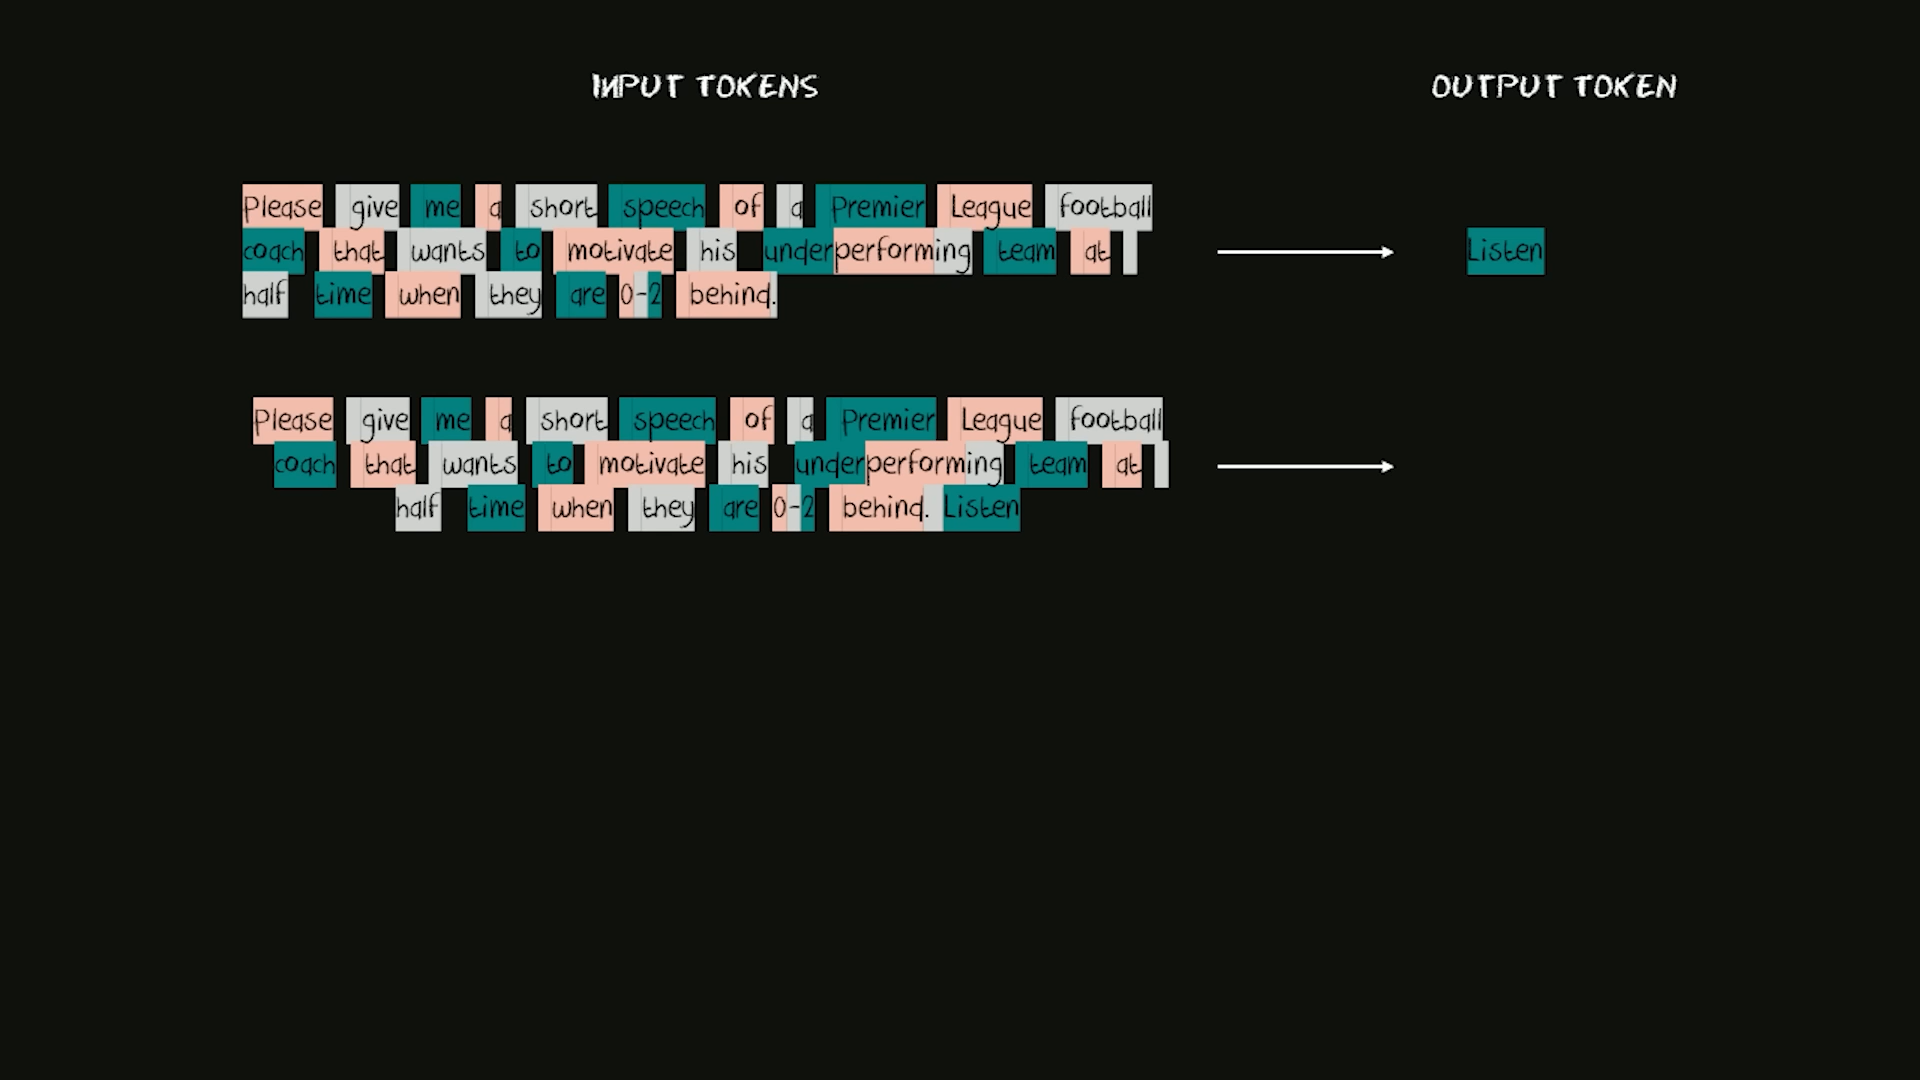 INPUT TOKENS
OUTPUT TOKEN
Please give me a short speech of a Premier League football
coach that wants to motivate his underperforming team at
half time when they are 0-2 behind.
Listen
Please give me a short speech of a Premier League football
coach that wants to motivate his underperforming team at
half time when they are 0-2 behind. Listen